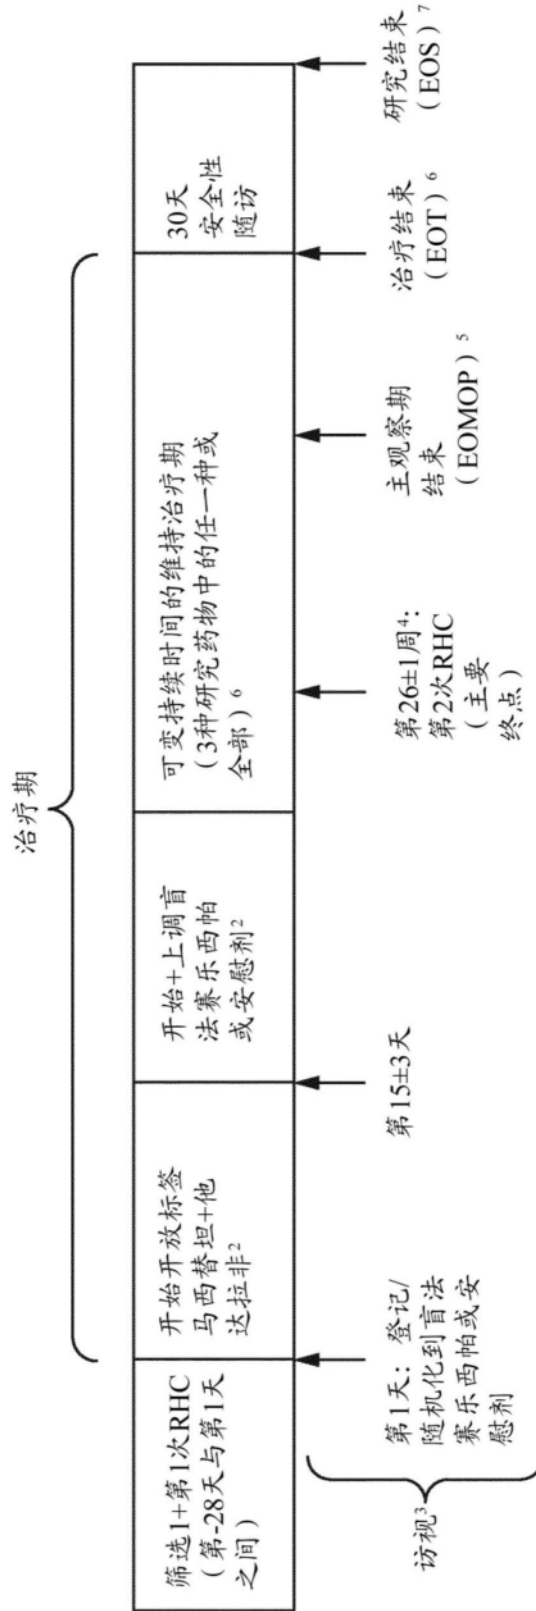 治疗期
筛选1+第1次RHC
（第-28天与第1天
之间）
开始开放标签
马西替坦+他
达拉非2
开始+上调盲
法赛乐西帕
或安慰剂2
可变持续时间的维持治疗期
（3种研究药物中的任一种或
全部）6
30天
安全性
随访
访视3
第1天：登记/
随机化到盲法
赛乐西帕或安
慰剂
第15±3天
第26±1周4：
第2次RHC
（主要
终点）
主观察期
结束
（EOMOP）5
治疗结束
（EOT）6
研究结束
（EOS）7